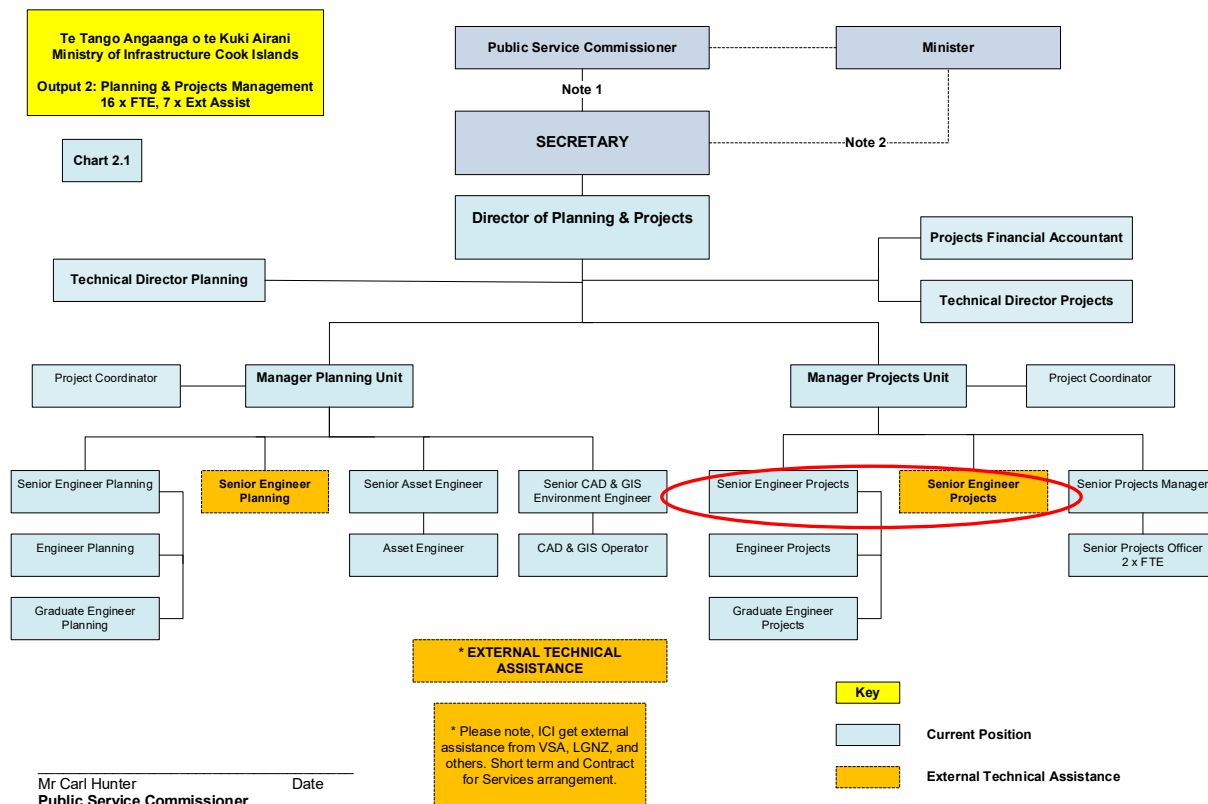 Te Tango Angaanga o te Kuki Airani
Ministry of Infrastructure Cook Islands
Output 2: Planning & Projects Management
16 x FTE, 7 x Ext Assist
Public Service Commissioner
Minister
Note 1
Chart 2.1
SECRETARY
Note 2
Director of Planning & Projects
Projects Financial Accountant
Technical Director Planning
Technical Director Projects
Project Coordinator
Manager Planning Unit
Manager Projects Unit
Project Coordinator
Senior Engineer Planning
Senior Engineer
Planning
Senior Asset Engineer
Senior CAD & GIS
Environment Engineer
Senior Engineer Projects
Senior Engineer
Projects
Senior Projects Manager
Engineer Planning
Asset Engineer
CAD & GIS Operator
Engineer Projects
Senior Projects Officer
2 x FTE
Graduate Engineer
Planning
Graduate Engineer
Projects
* EXTERNAL TECHNICAL
ASSISTANCE
* Please note, ICI get external
assistance from VSA, LGNZ, and
others. Short term and Contract
for Services arrangement.
Key
Current Position
External Technical Assistance
Mr Carl Hunter Date
Public Service Commissioner